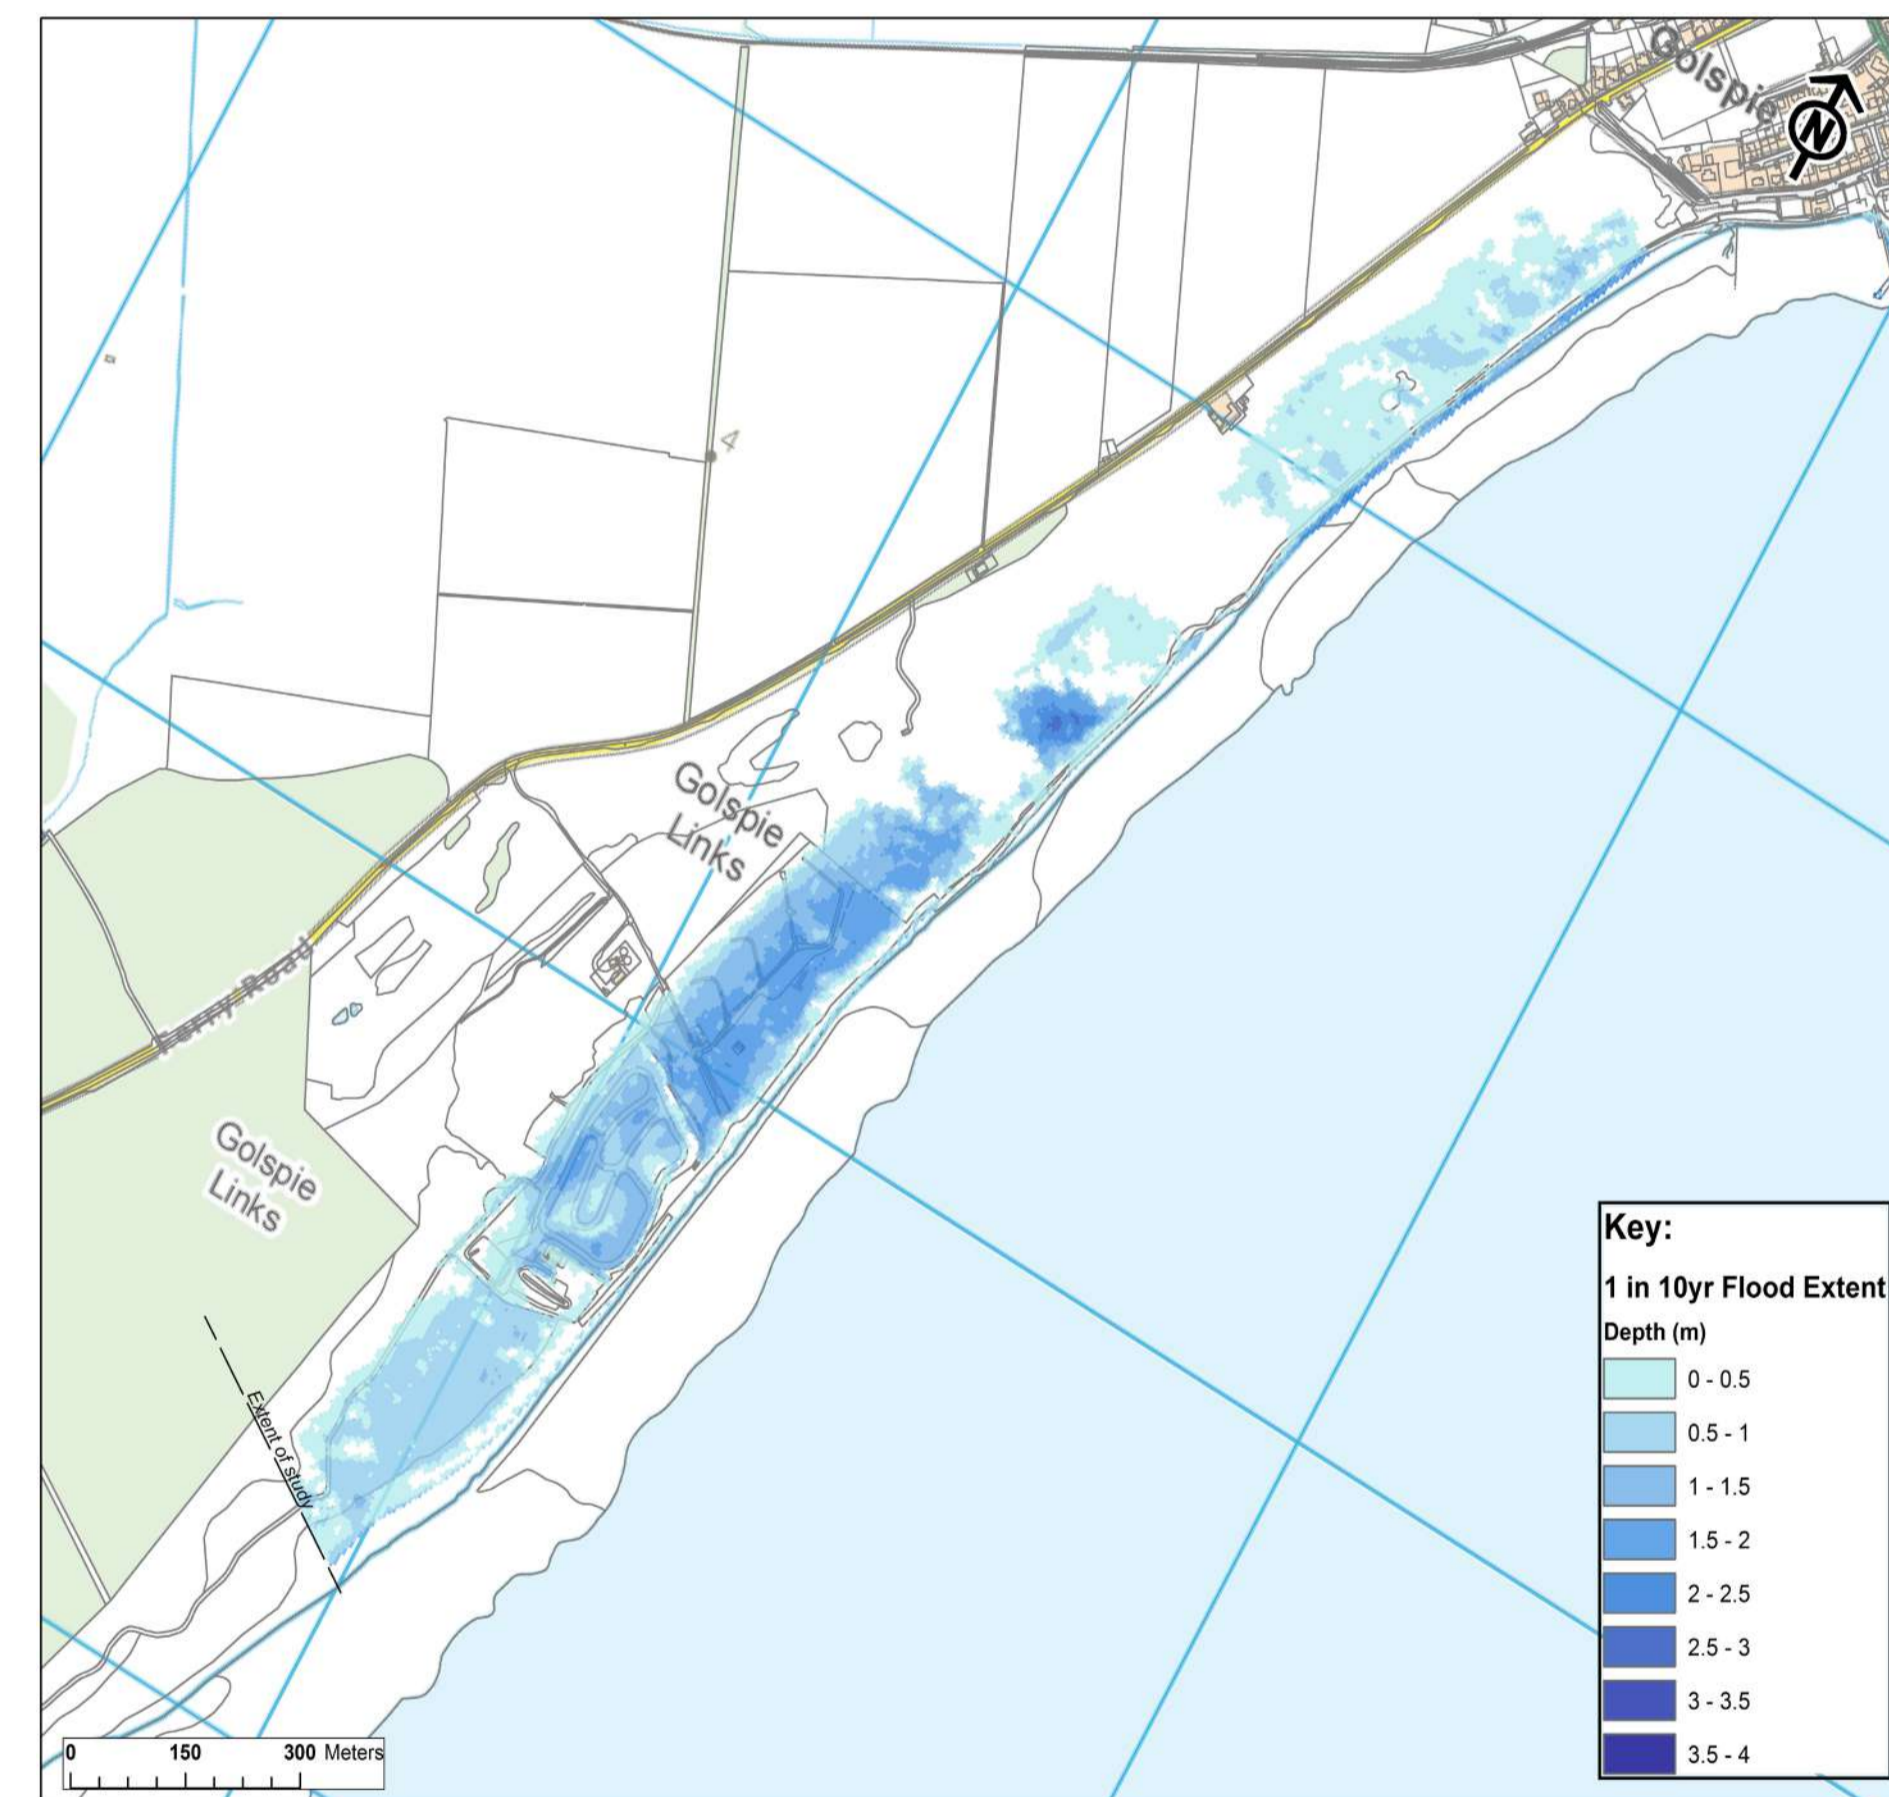 Golspie
N
4
Golspie
Links
Ferry Road
Golspie
Links
Extent of study
Key:
1 in 10yr Flood Extent
Depth (m)
0 - 0.5
0.5 - 1
1 - 1.5
1.5 - 2
2 - 2.5
2.5 - 3
3 - 3.5
3.5 - 4
0 150 300 Meters